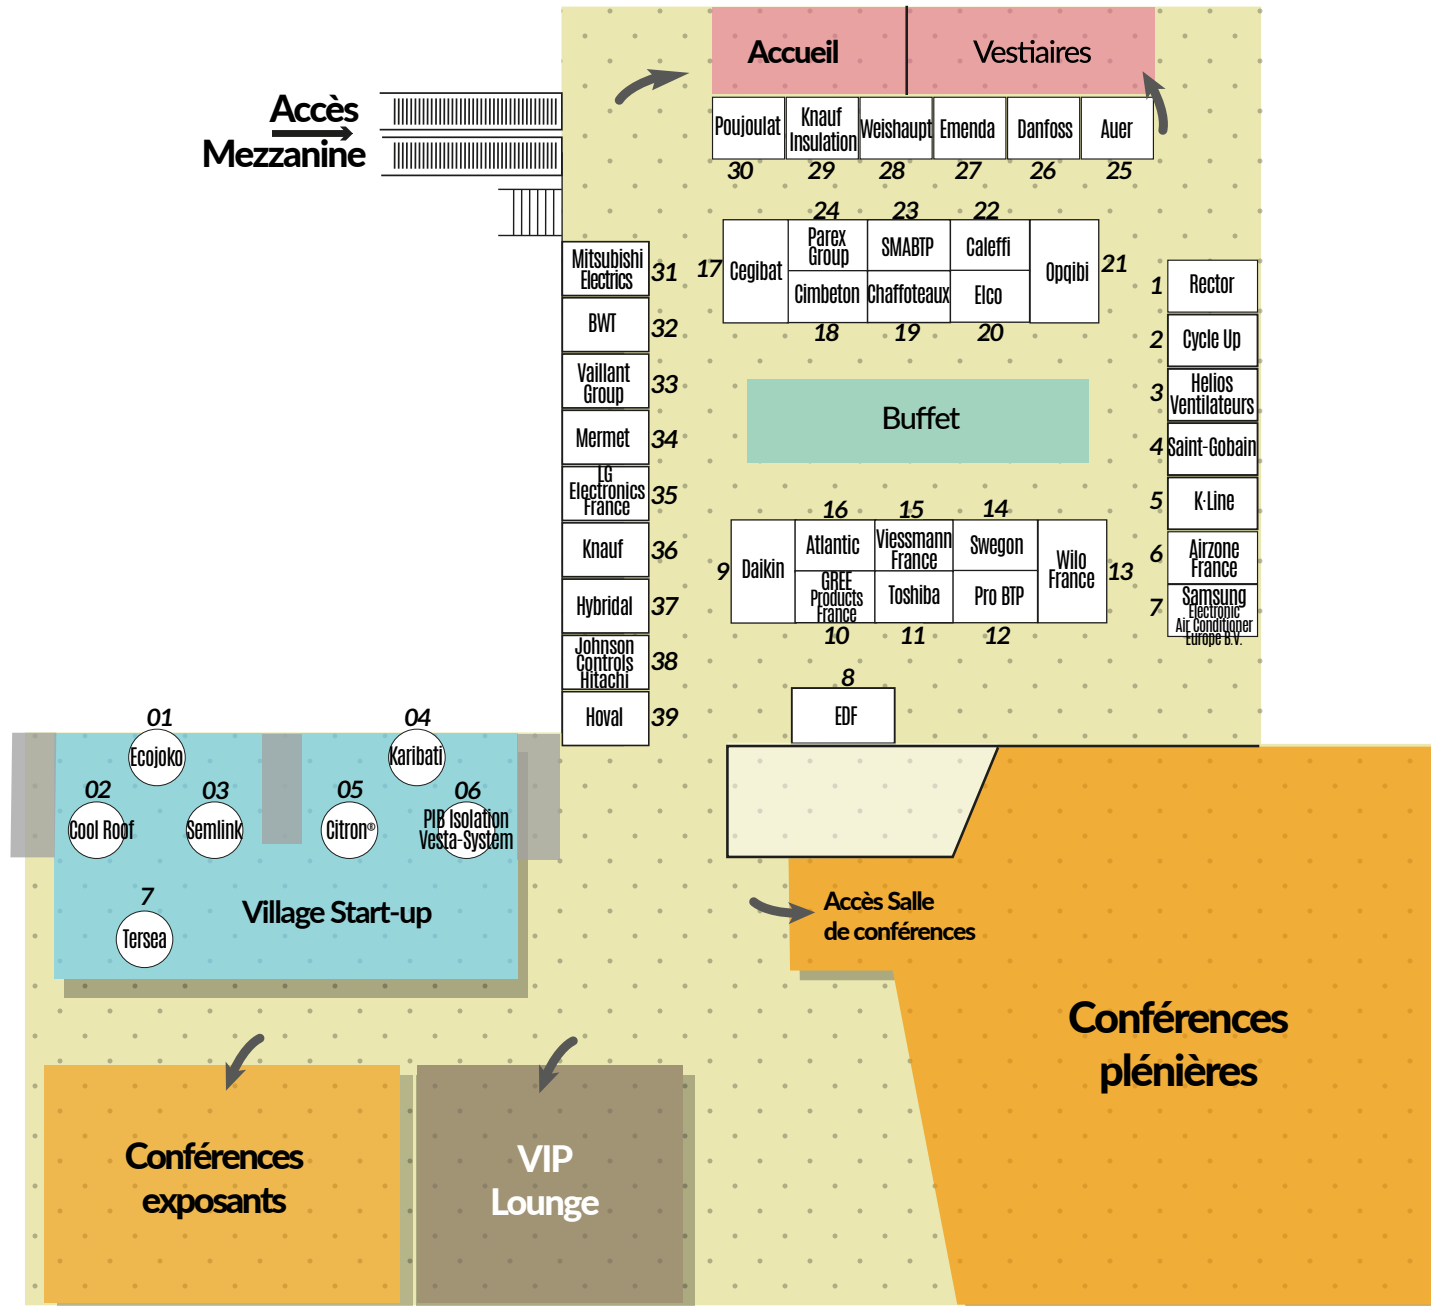 Accueil
Vestiaires
Accès
Mezzanine
Poujoulat
30
Knauf
Insulation
29
Weishaupt
28
Emenda
27
Danfoss
26
Auer
25
24
23
22
17
Cegibat
Parex
Group
SMABTP
Caleffi
Opqibi
21
Cimbeton
Chaffoteaux
Elco
18
19
20
Mitsubishi
Electrics
31
BWT
32
Vaillant
Group
33
Mermet
34
LG
Electronics
France
35
Knauf
36
Hybridal
37
Johnson
Controls
Hitachi
38
Hoval
39
1
Rector
2
Cycle Up
3
Helios
Ventilateurs
4
Saint-Gobain
5
K·Line
6
Airzone
France
7
Samsung
Electronic
Air Conditioner
Europe B.V.
Buffet
16
15
14
9
Daikin
Atlantic
Viessmann
France
Swegon
Wilo
France
13
GREE
Products
France
Toshiba
Pro BTP
10
11
12
8
EDF
01
Ecojoko
04
Karibati
02
Cool Roof
03
Semlink
05
Citron®
06
PIB Isolation
Vesta-System
7
Tersea
Village Start-up
Accès Salle
de conférences
Conférences
plénières
Conférences
exposants
VIP
Lounge